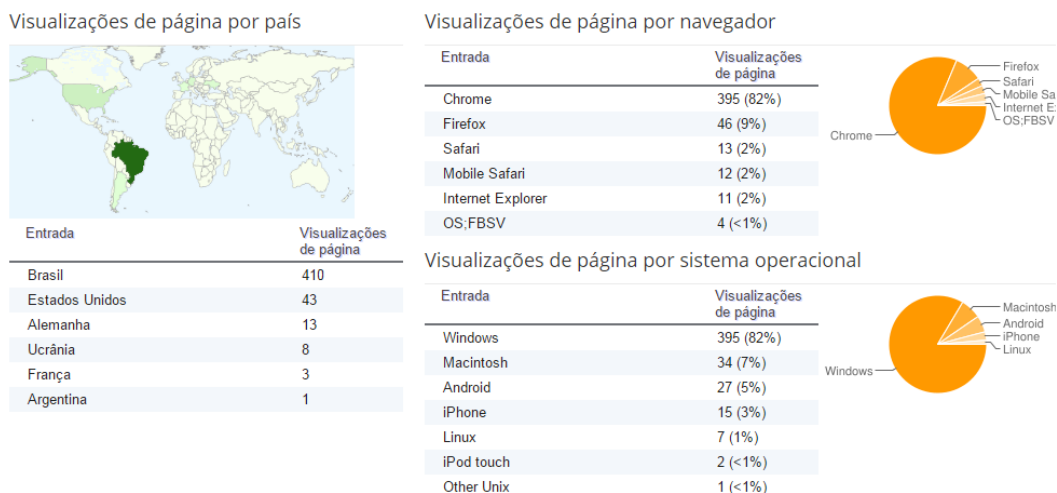 Visualizações de página por país
Entrada
Visualizações
de página
Brasil 410
Estados Unidos 43
Alemanha 13
Ucrânia 8
França 3
Argentina 1
Visualizações de página por navegador
Entrada
Visualizações
de página
Chrome 395 (82%)
Firefox 46 (9%)
Safari 13 (2%)
Mobile Safari 12 (2%)
Internet Explorer 11 (2%)
OS;FBSV 4 (<1%)
Firefox
Safari
Mobile Sa
Internet E
OS;FBSV
Chrome
Visualizações de página por sistema operacional
Entrada
Visualizações
de página
Windows 395 (82%)
Macintosh 34 (7%)
Android 27 (5%)
iPhone 15 (3%)
Linux 7 (1%)
iPod touch 2 (<1%)
Other Unix 1 (<1%)
Macintosh
Android
iPhone
Linux
Windows